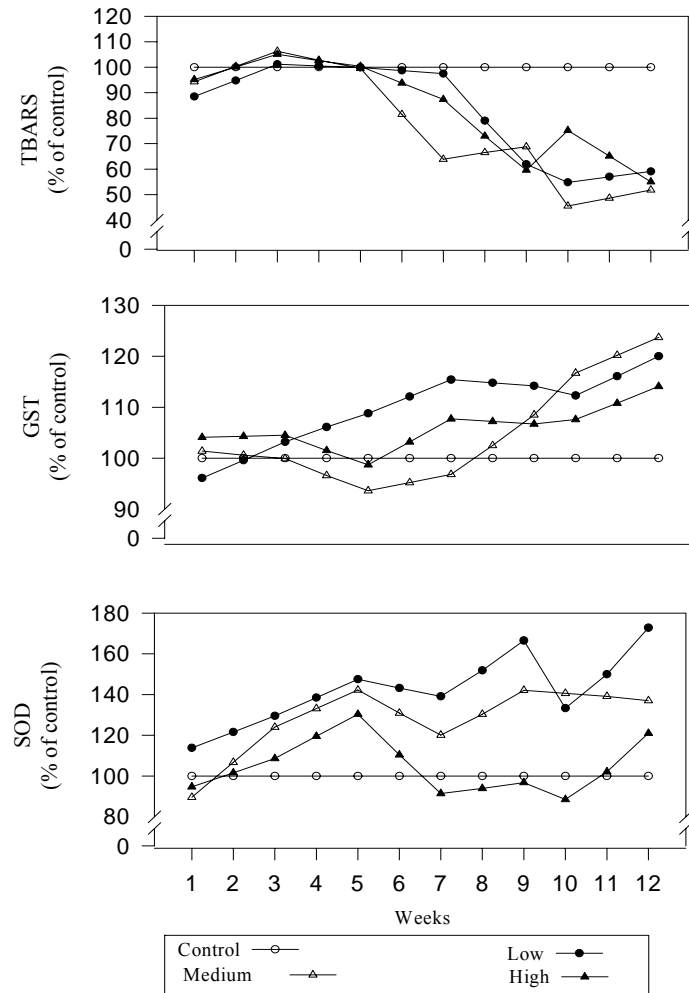 120
110
100
90
80
70
60
50
40
0
TBARS
(% of control)
130
120
110
100
90
0
GST
(% of control)
180
160
140
120
100
80
0
SOD
(% of control)
1 2 3 4 5 6 7 8 9 10 11 12
Weeks
Control Low
Medium High